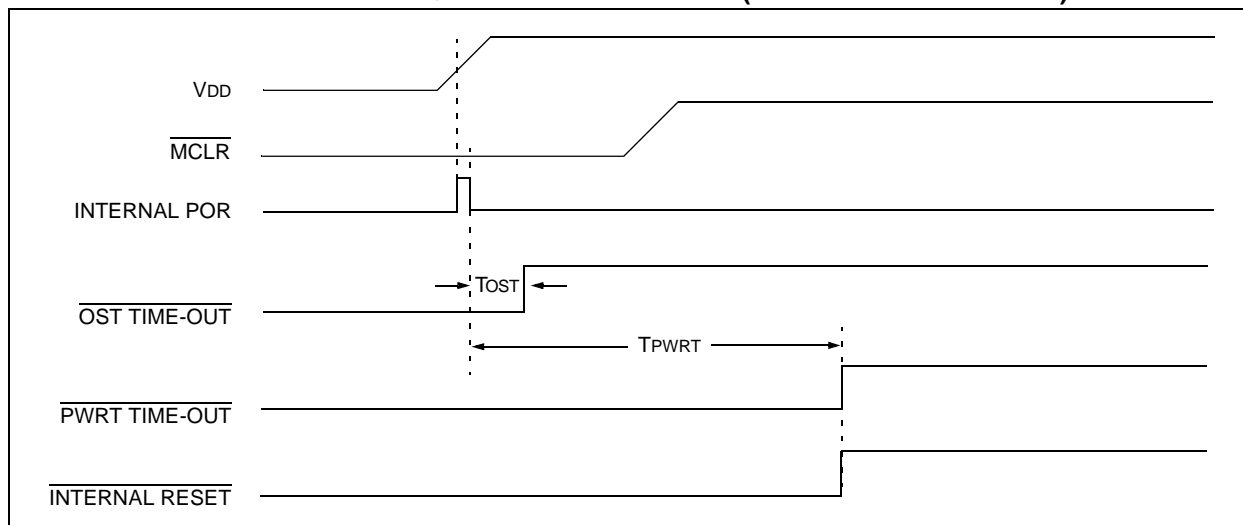 VDD
MCLR
INTERNAL POR
TOST
OST TIME-OUT
TPWRT
PWRT TIME-OUT
INTERNAL RESET